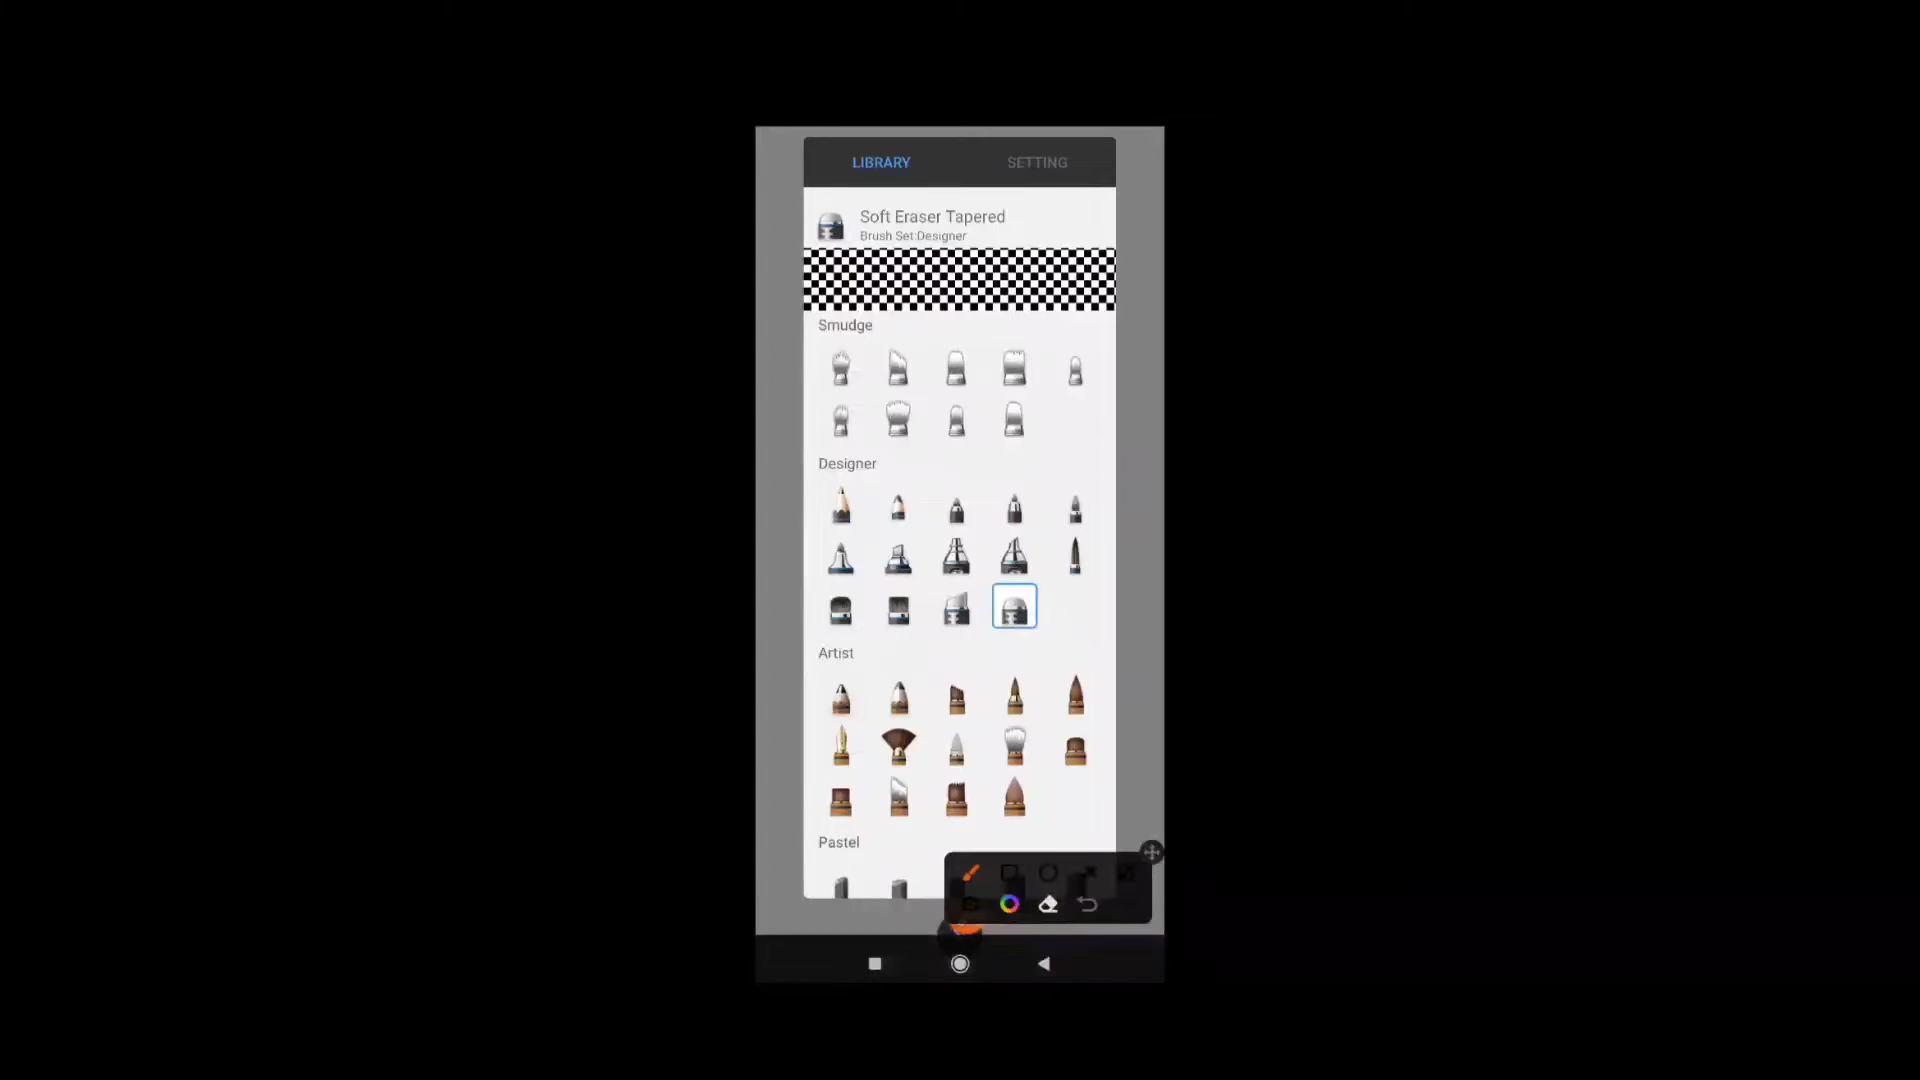 LIBRARY SETTING
Soft Eraser Tapered
Brush Set:Designer
Smudge
Designer
Artist
Pastel